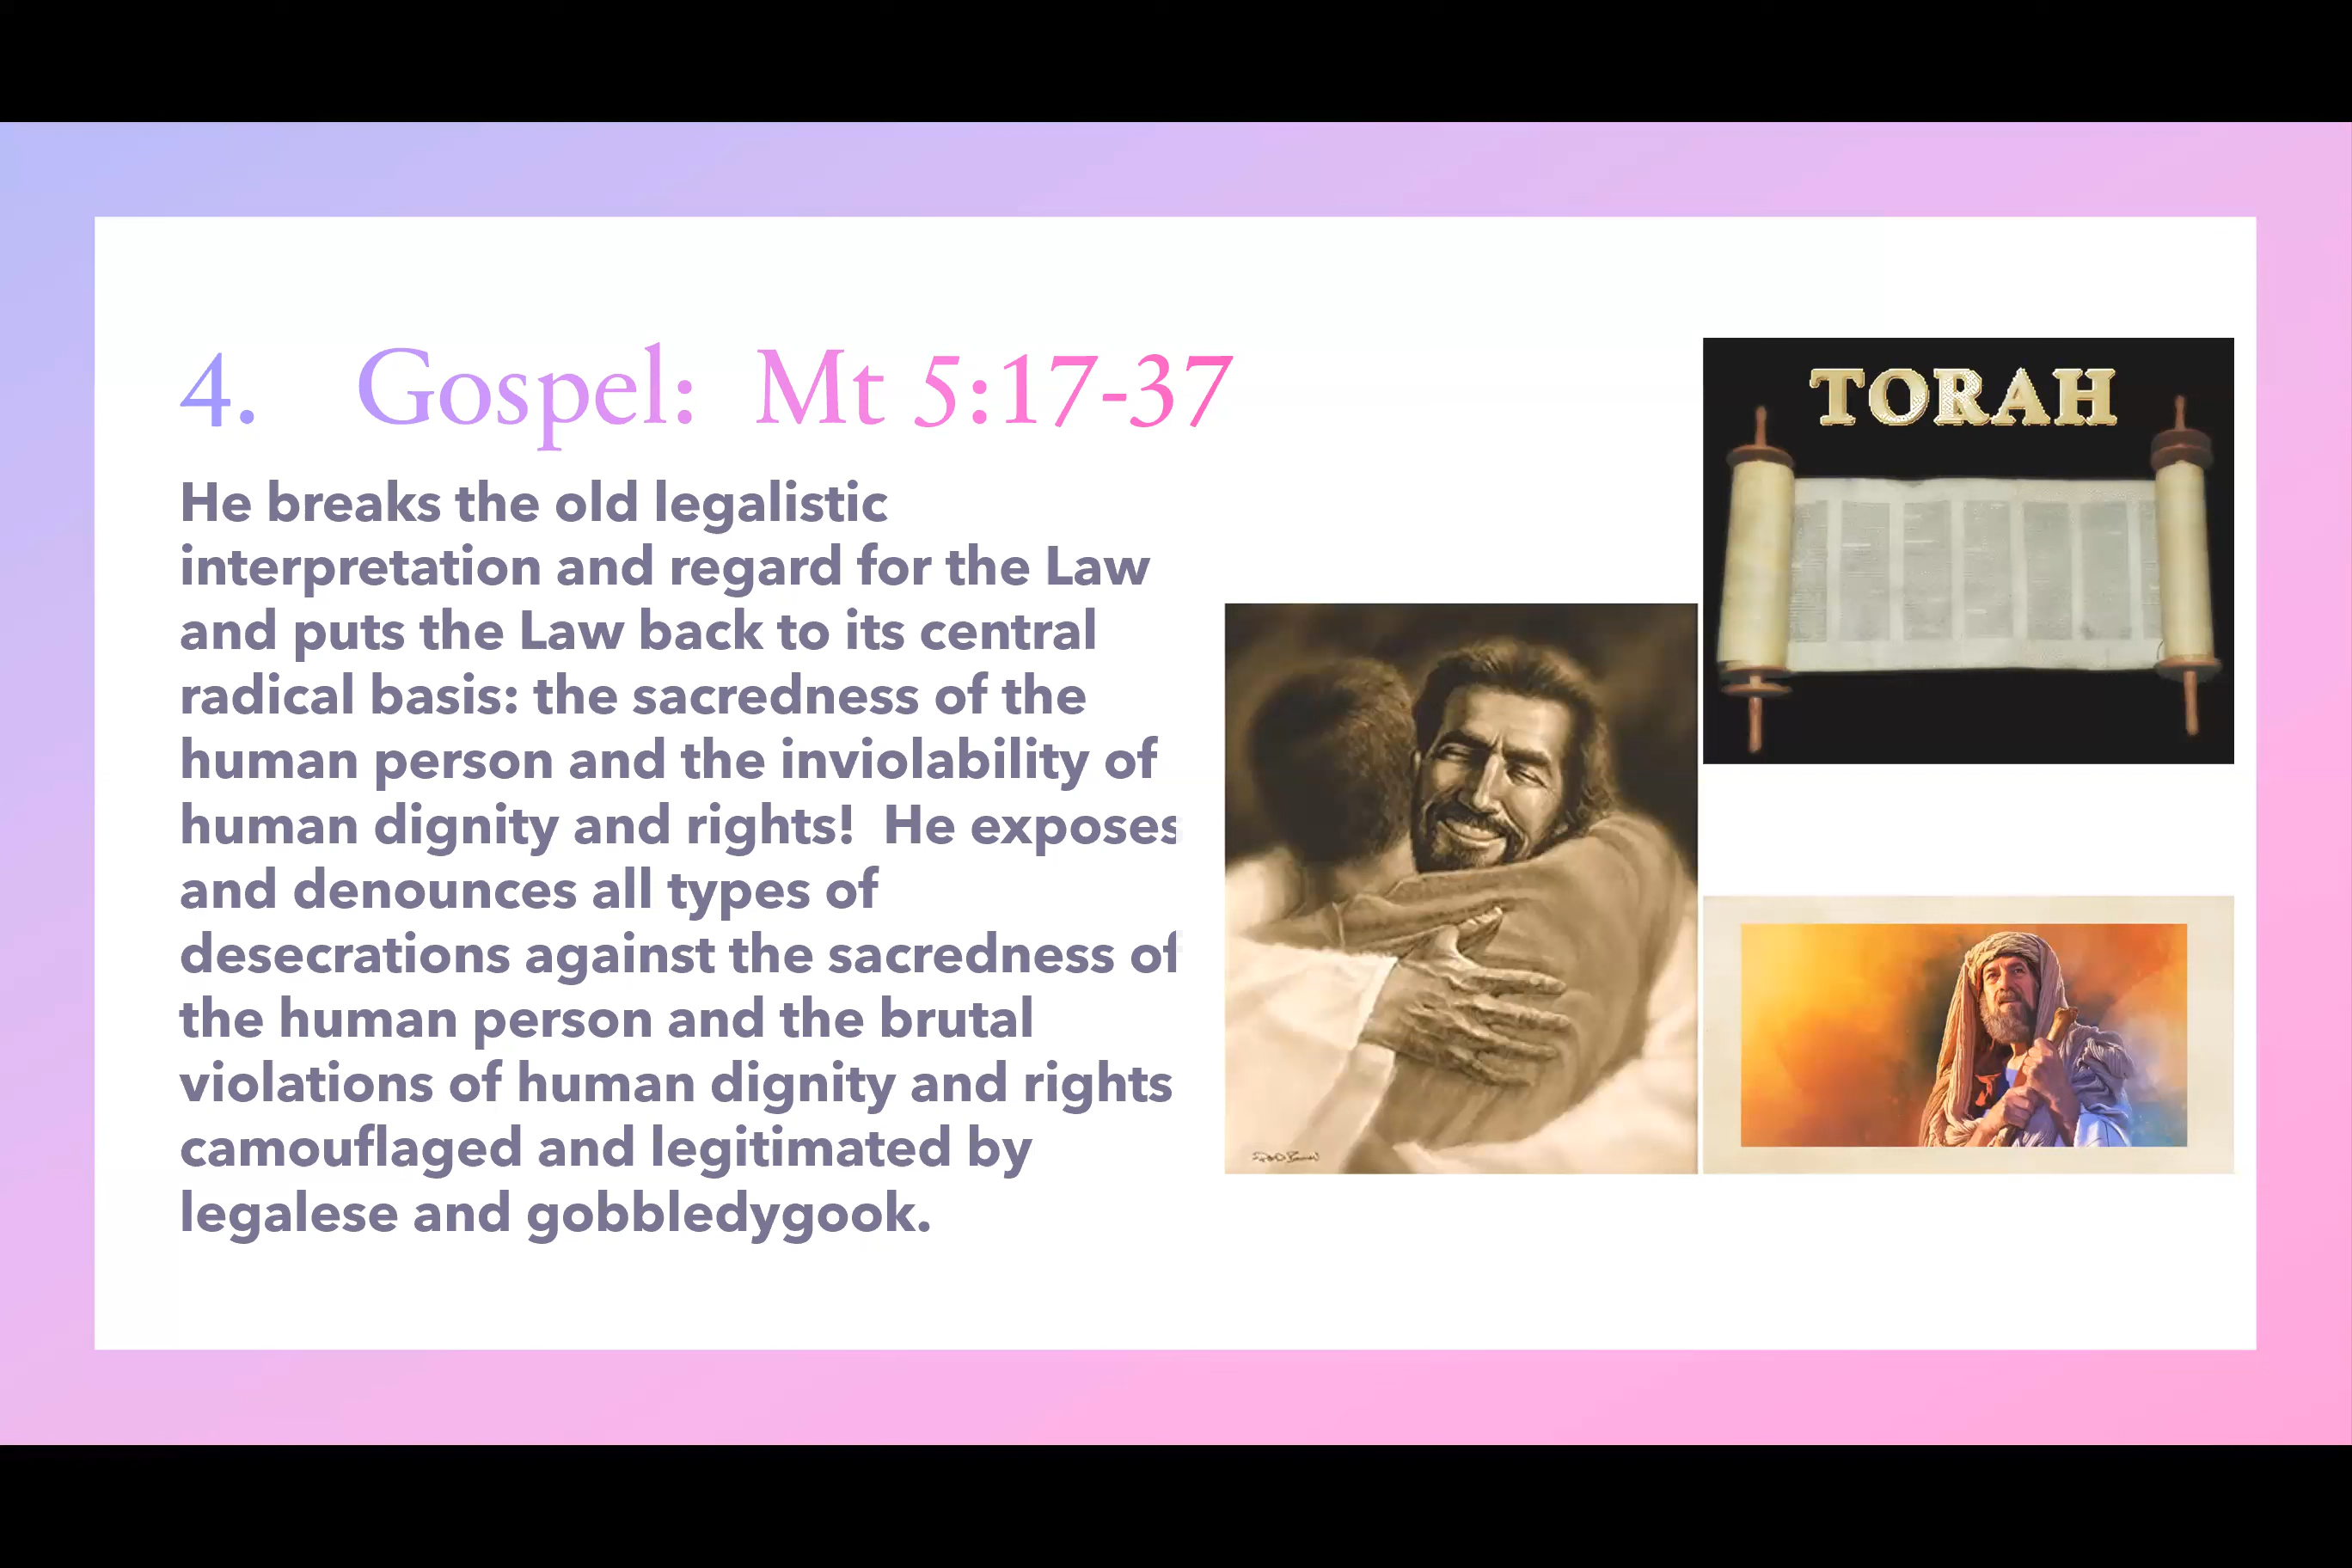 4. Gospel: Mt 5:17-37
He breaks the old legalistic
interpretation and regard for the Law
and puts the Law back to its central
radical basis: the sacredness of the
human person and the inviolability of
human dignity and rights! He exposes
and denounces all types of
desecrations against the sacredness of
the human person and the brutal
violations of human dignity and rights
camouflaged and legitimated by
legalese and gobbledygook.
TORAH